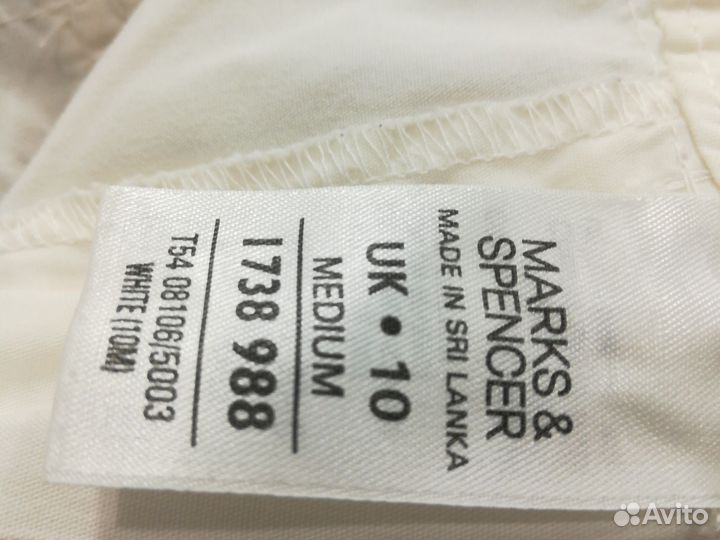 MARKS &
SPENCER
MADE IN SRI LANKA
UK • 10
MEDIUM
1738 988
T54 08106/5003
WHITE (10M)
Avito